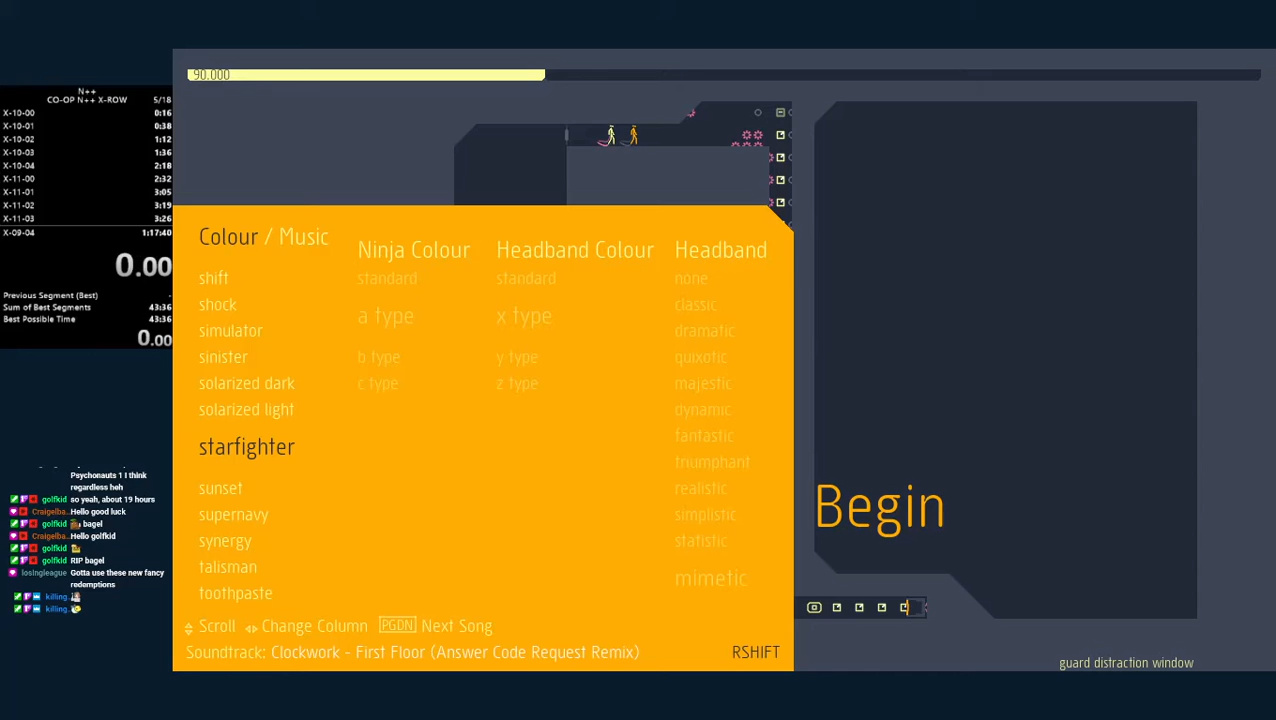 N++
CO-OP N++ X-ROW 5/18
X-10-00 0:16
X-10-01 0:38
X-10-02 1:12
X-10-03 1:36
X-10-04 2:18
X-11-00 2:32
X-11-01 3:05
X-11-02 3:19
X-11-03 3:26
X-09-04 1:17:40
0.00
Previous Segment (Best) -
Sum of Best Segments 43:36
Best Possible Time 43:36
0.00
Psychonauts 1 I think
regardless heh
golfkid so yeah, about 19 hours
Craigelba.. Hello good luck
golfkid bagel
Craigelba.. Hello golfkid
golfkid
golfkid RIP bagel
losingleague Gotta use these new fancy
redemptions
killing.
killing.
90.000
Colour / Music
shift
shock
simulator
sinister
solarized dark
solarized light
starfighter
sunset
supernavy
synergy
talisman
toothpaste
Ninja Colour
standard
a type
b type
c type
Headband Colour
standard
x type
y type
z type
Headband
none
classic
dramatic
quixotic
majestic
dynamic
fantastic
triumphant
realistic
simplistic
statistic
mimetic
Scroll Change Column PGDN Next Song
Soundtrack: Clockwork - First Floor (Answer Code Request Remix) RSHIFT
Begin
guard distraction window